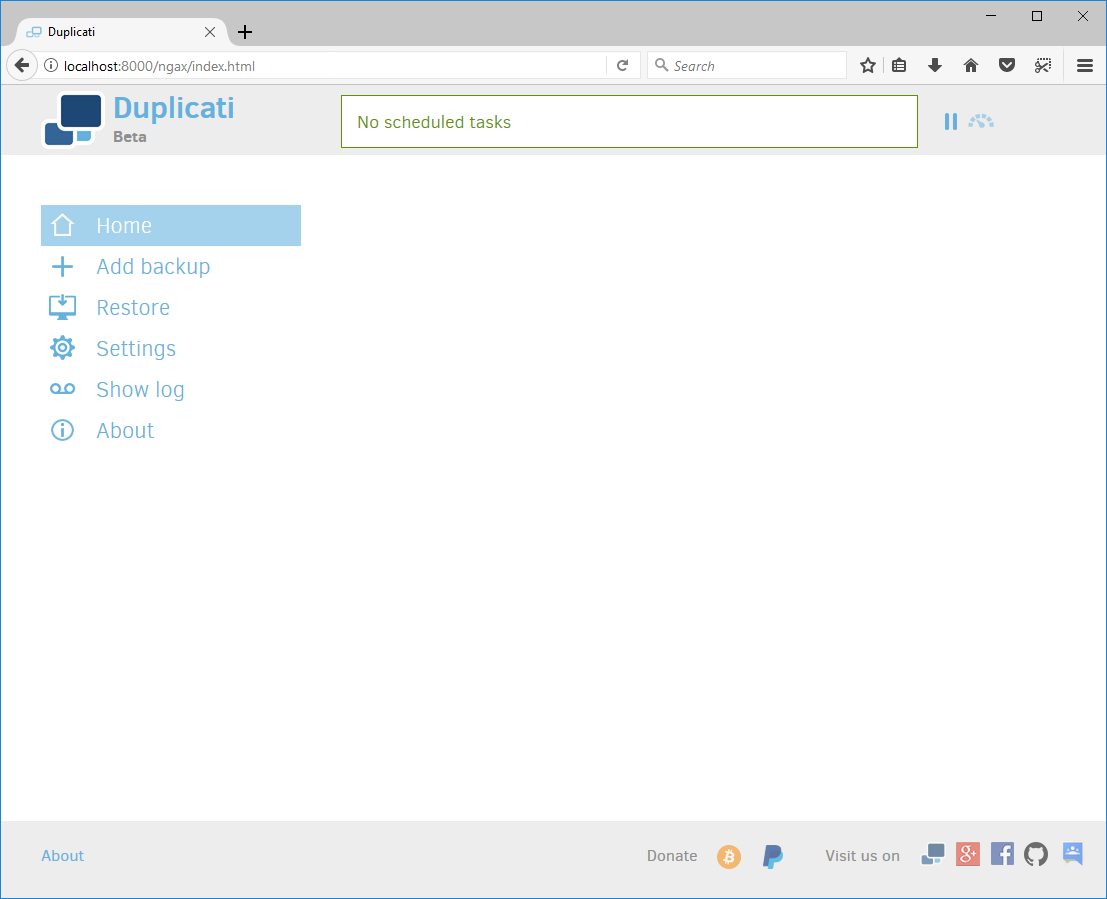 Duplicati
localhost:8000/ngax/index.html
Search
Duplicati
Beta
No scheduled tasks
Home
Add backup
Restore
Settings
Show log
About
About
Donate
Visit us on
g+